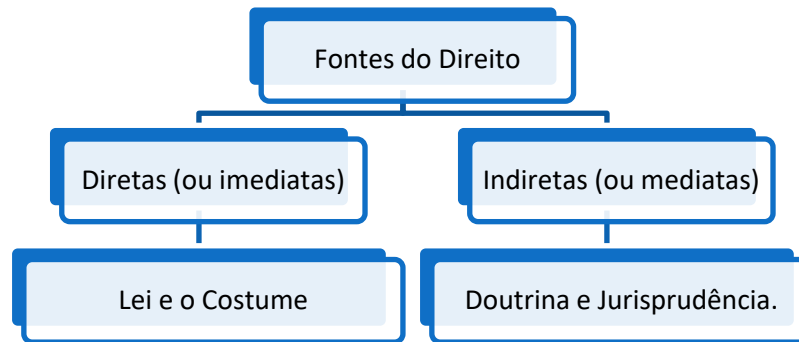 Fontes do Direito
Diretas (ou imediatas)
Indiretas (ou mediatas)
Lei e o Costume
Doutrina e Jurisprudência.